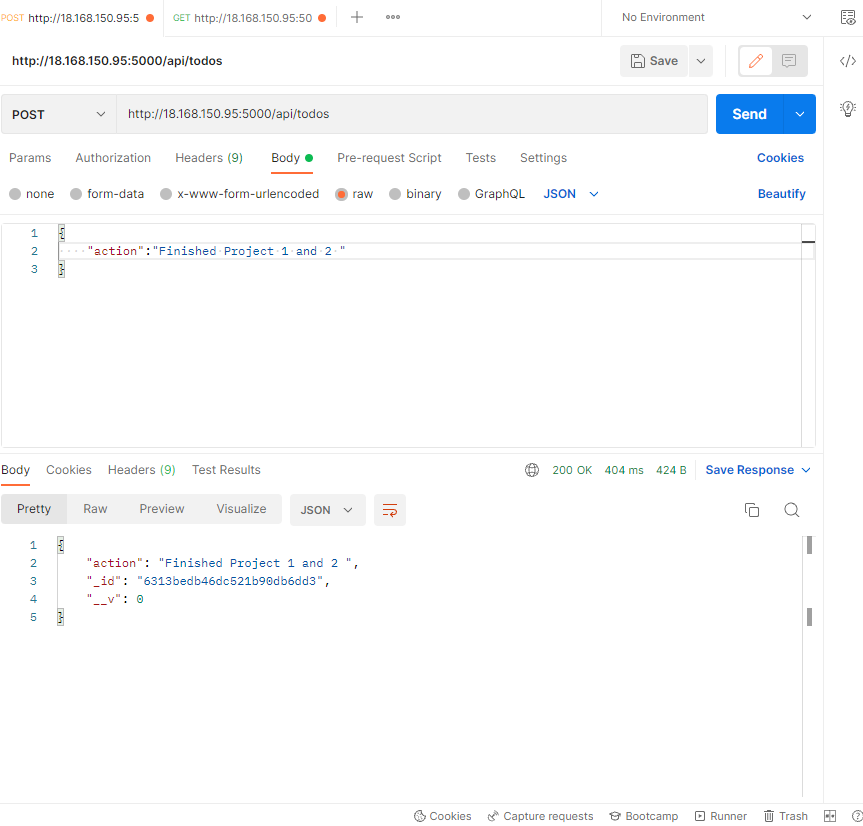 POST http://18.168.150.95:5 GET http://18.168.150.95:50 No Environment
http://18.168.150.95:5000/api/todos Save
POST http://18.168.150.95:5000/api/todos Send
Params Authorization Headers (9) Body Pre-request Script Tests Settings Cookies
none form-data x-www-form-urlencoded raw binary GraphQL JSON Beautify
1 {
2 "action":"Finished Project 1 and 2 "
3 }
Body Cookies Headers (9) Test Results 200 OK 404 ms 424 B Save Response
Pretty Raw Preview Visualize JSON
1 {
2 "action": "Finished Project 1 and 2 ",
3 "_id": "6313bedb46dc521b90db6dd3",
4 "__v": 0
5 }
Cookies Capture requests Bootcamp Runner Trash